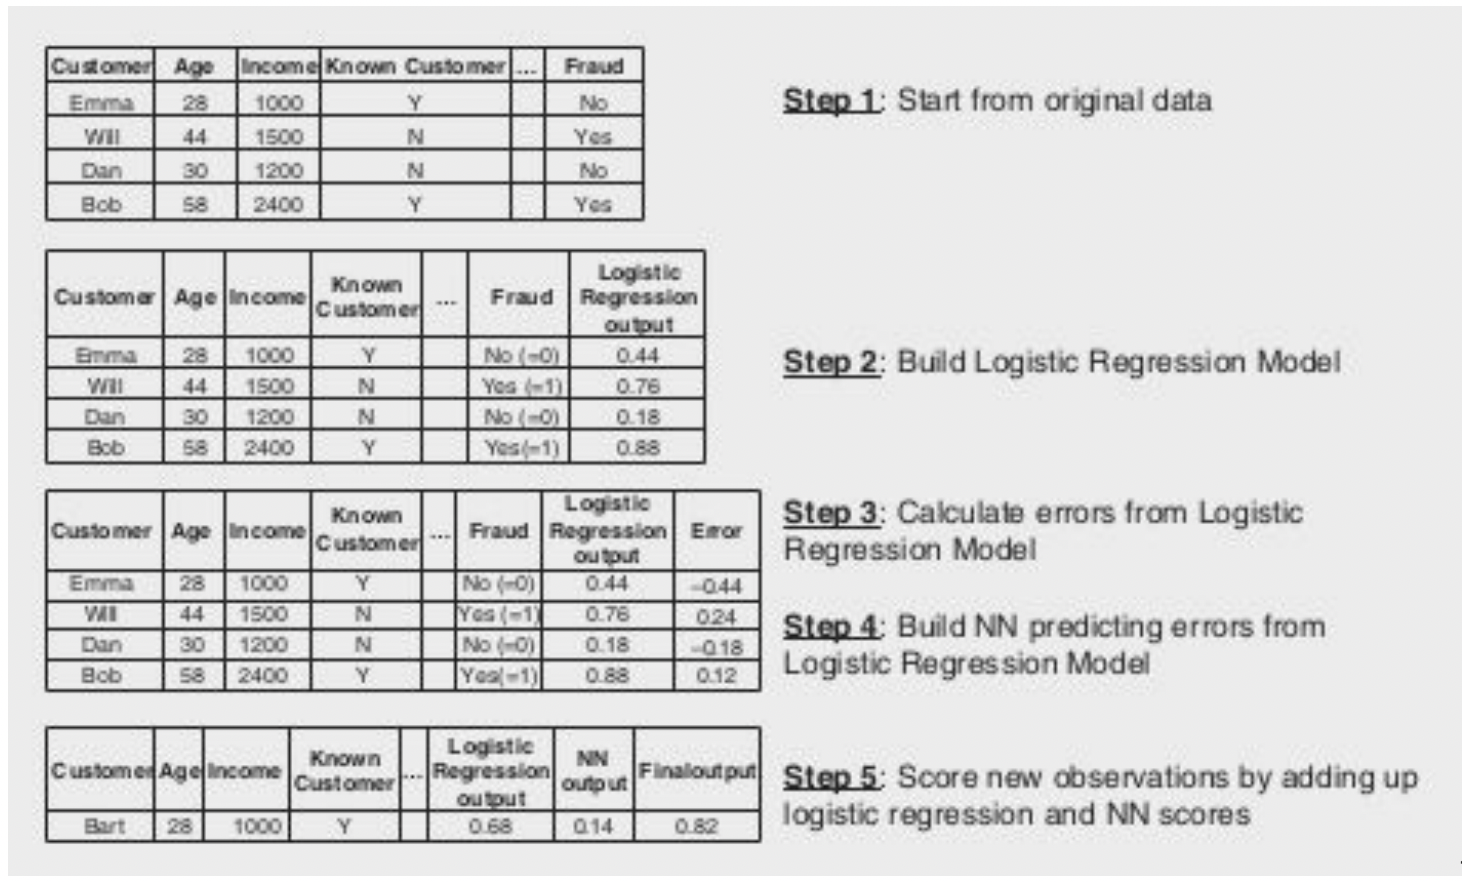 Customer Age Income Known Customer ... Fraud
Emma 28 1000 Y No
Will 44 1500 N Yes
Dan 30 1200 N No
Bob 58 2400 Y Yes
Step 1: Start from original data
Customer Age Income Known Customer ... Fraud Logistic Regression output
Emma 28 1000 Y No (=0) 0.44
Will 44 1500 N Yes (=1) 0.76
Dan 30 1200 N No (=0) 0.18
Bob 58 2400 Y Yes(=1) 0.88
Step 2: Build Logistic Regression Model
Customer Age Income Known Customer ... Fraud Logistic Regression output Error
Emma 28 1000 Y No (=0) 0.44 −0.44
Will 44 1500 N Yes (=1) 0.76 0.24
Dan 30 1200 N No (=0) 0.18 −0.18
Bob 58 2400 Y Yes(=1) 0.88 0.12
Step 3: Calculate errors from Logistic
Regression Model
Step 4: Build NN predicting errors from
Logistic Regression Model
Customer Age Income Known Customer ... Logistic Regression output NN output Finaloutput
Bart 28 1000 Y 0.68 0.14 0.82
Step 5: Score new observations by adding up
logistic regression and NN scores